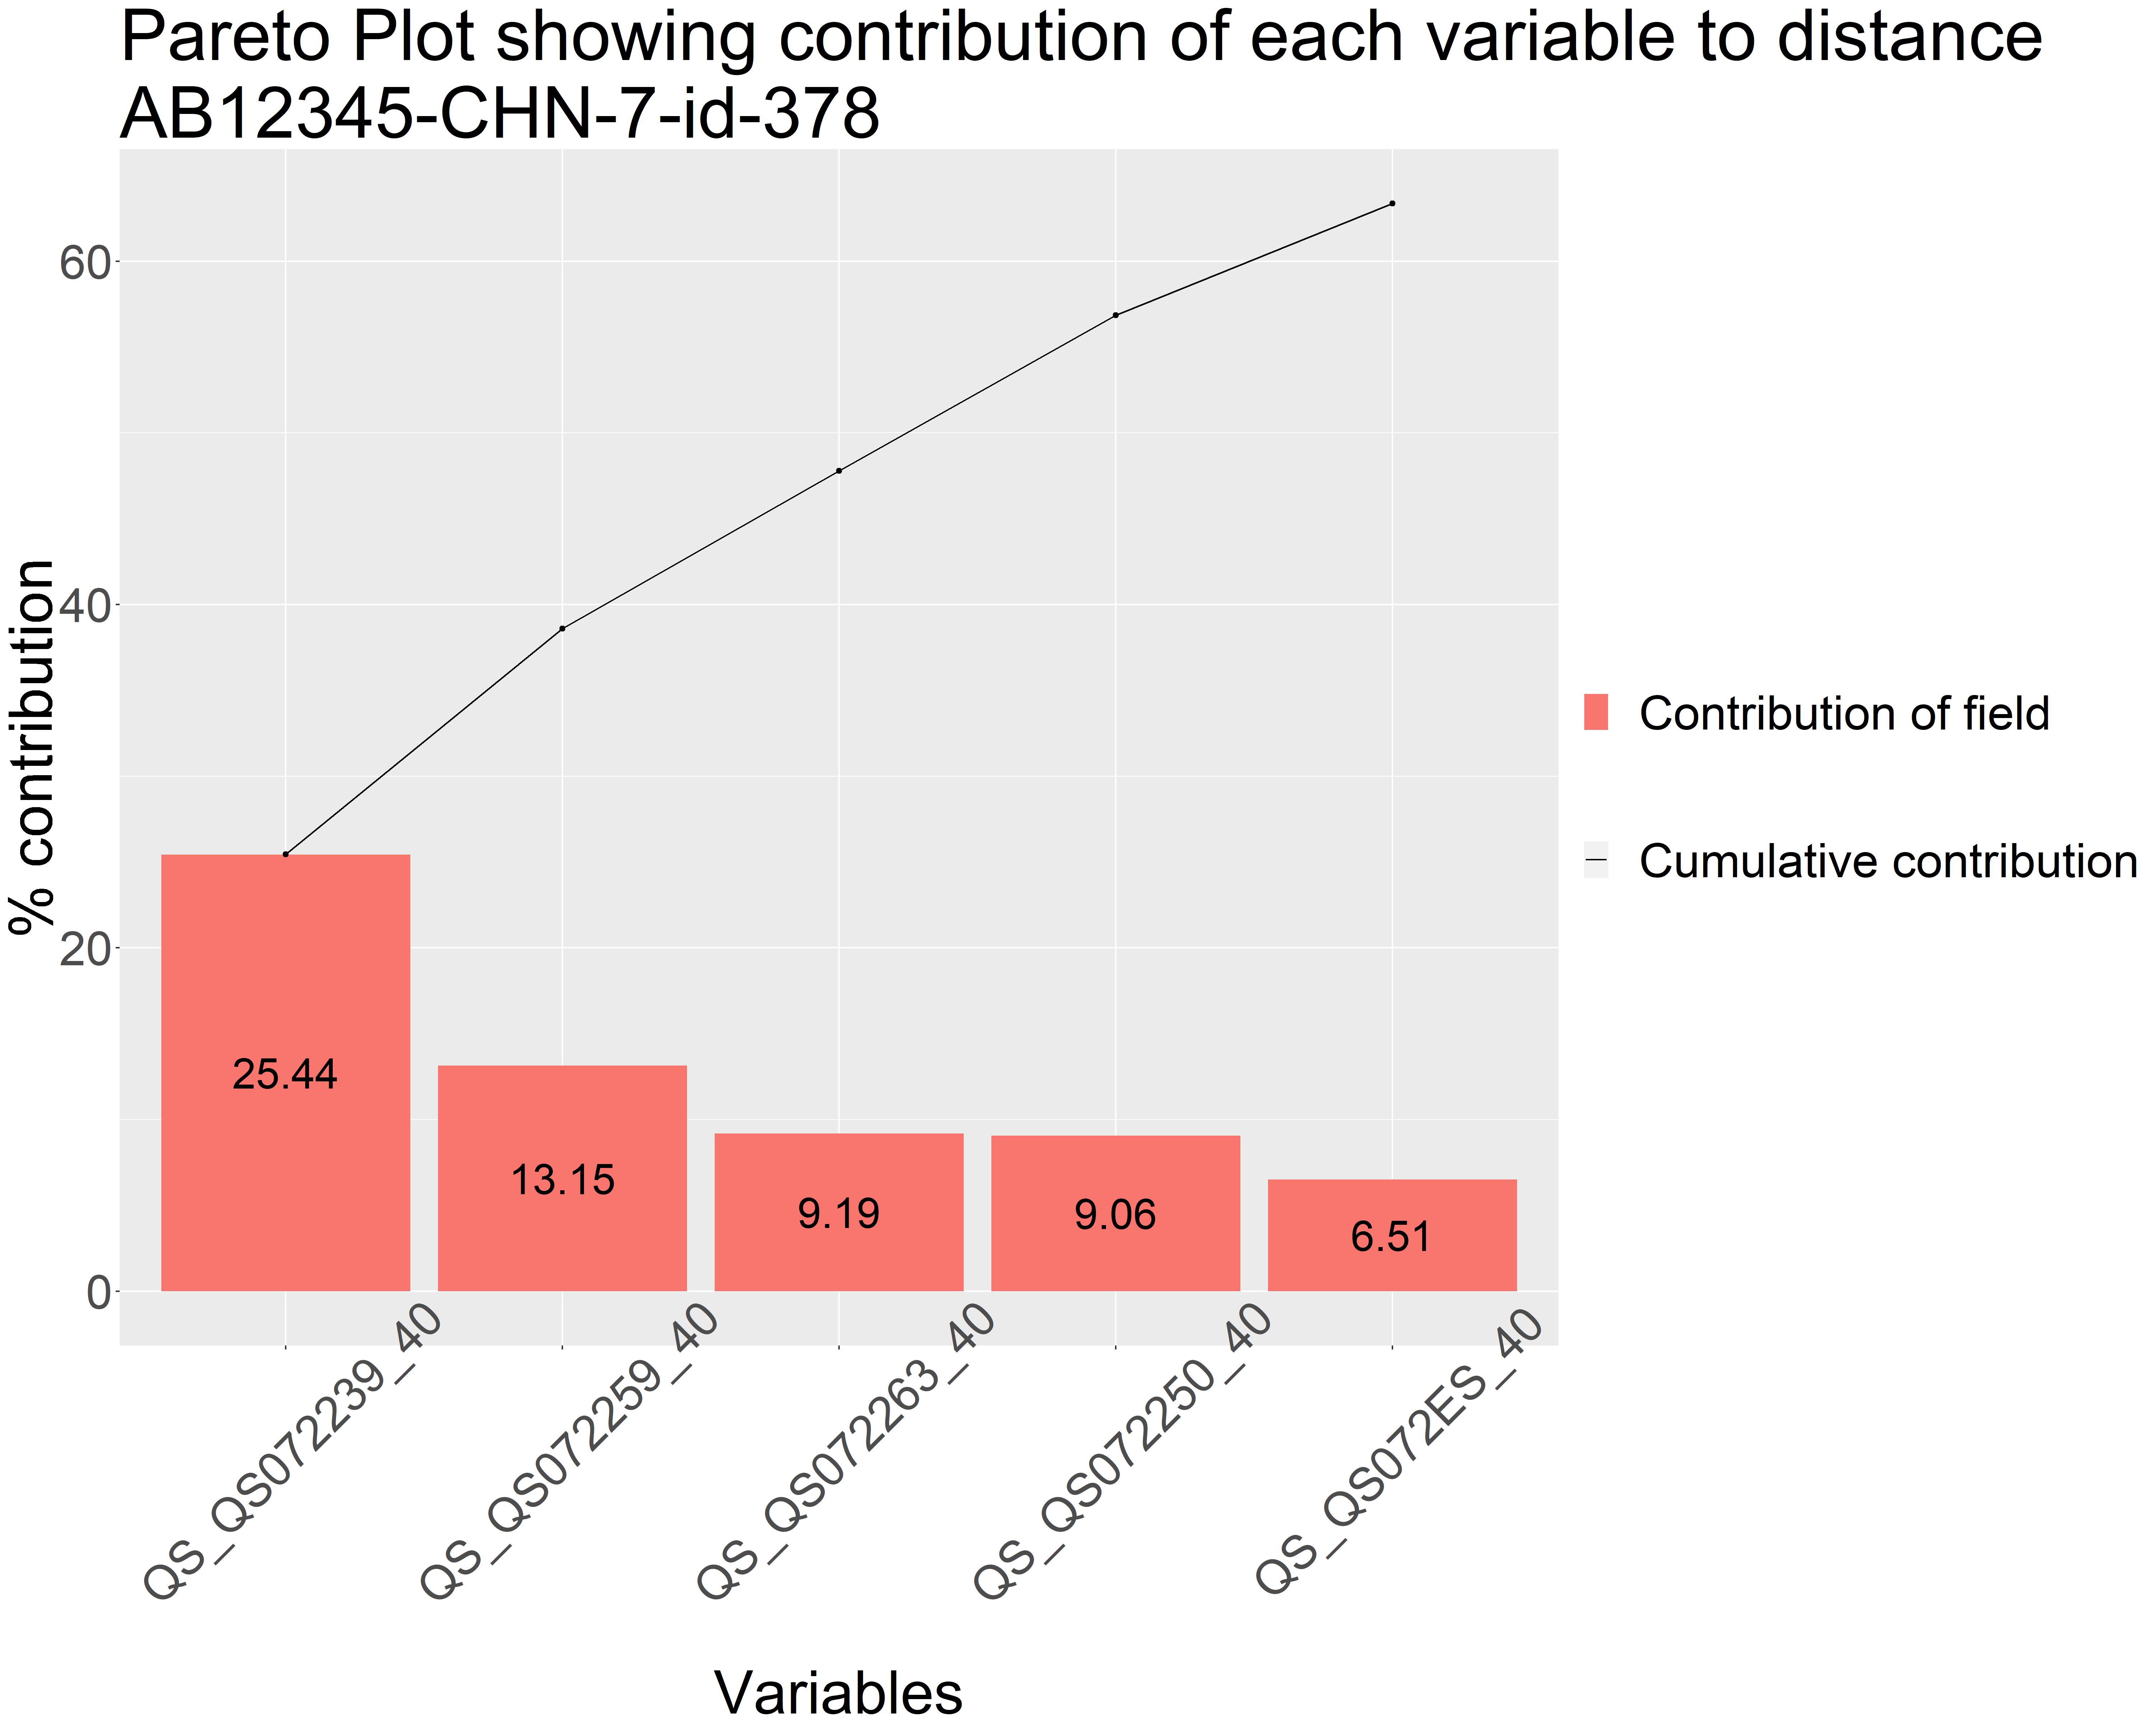 Pareto Plot showing contribution of each variable to distance
AB12345-CHN-7-id-378
% contribution
60
40
20
0
25.44
13.15
9.19
9.06
6.51
QS_QS072239_40
QS_QS072259_40
QS_QS072263_40
QS_QS072250_40
QS_QS072ES_40
Variables
Contribution of field
Cumulative contribution